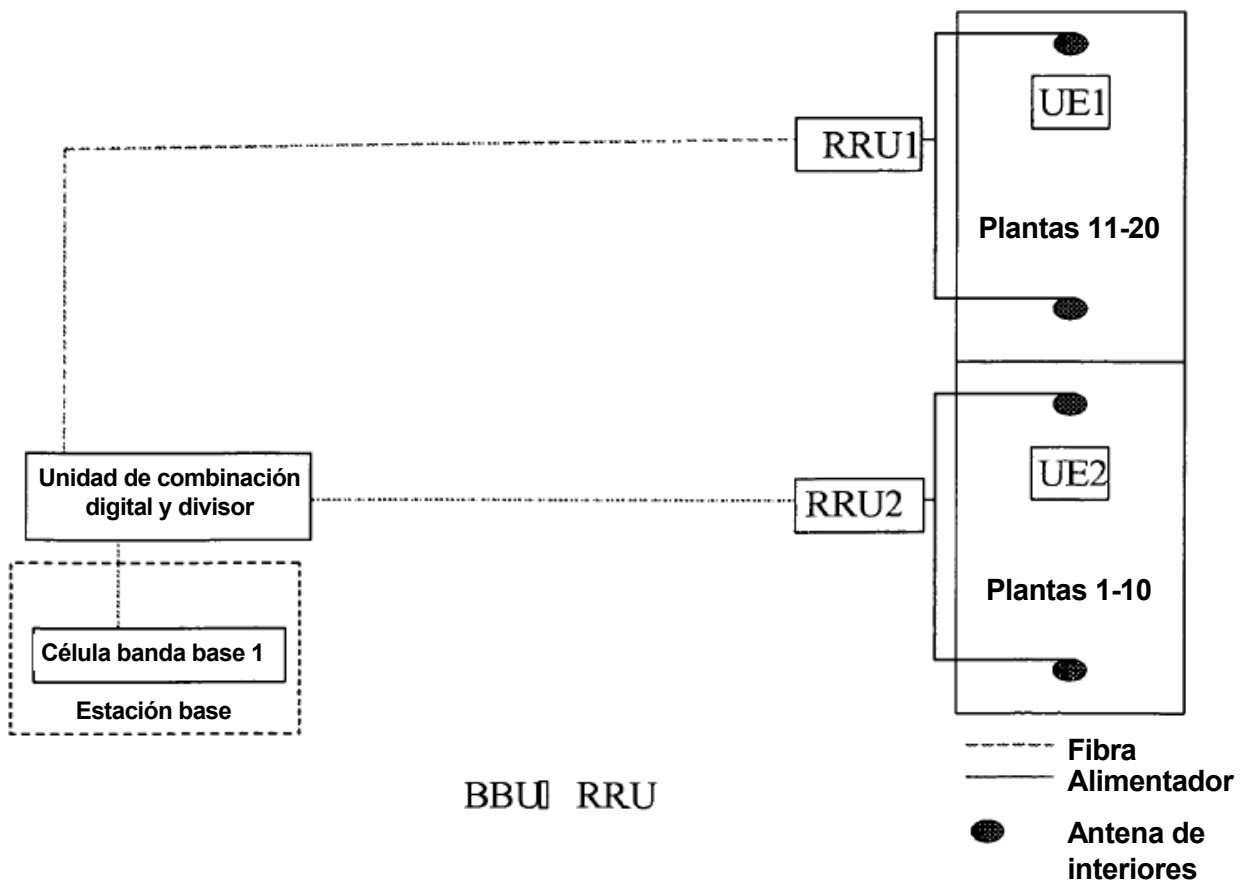 UE1
RRU1
Plantas 11-20
Unidad de combinación
digital y divisor
RRU2
UE2
Plantas 1-10
Célula banda base 1
Estación base
Fibra
Alimentador
BBU RRU
Antena de
interiores